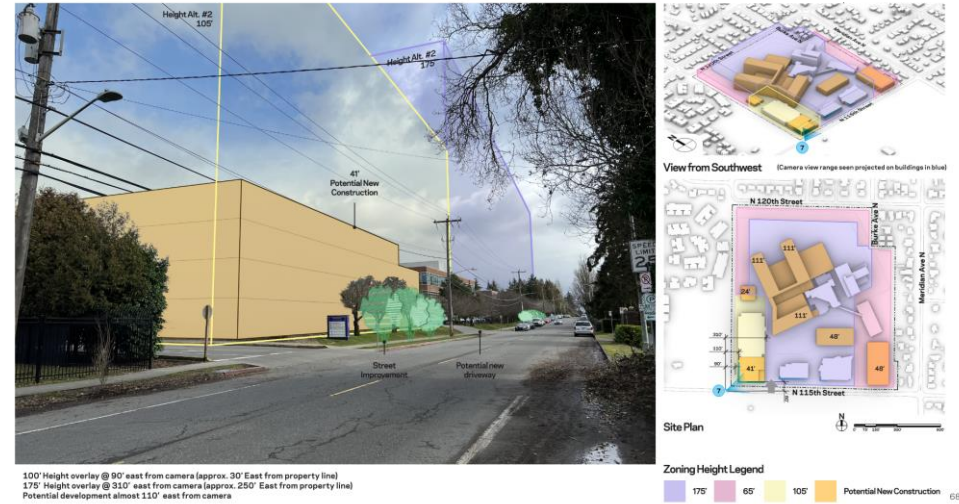 Height Alt. #2
105'
Height Alt. #2
175'
41'
Potential New
Construction
SPEED
LIMIT
25
Street
Improvement
Potential new
driveway
100' Height overlay @ 90' east from camera (approx. 30' East from property line)
175' Height overlay @ 310' east from camera (approx. 250' East from property line)
Potential development almost 110' east from camera
Burke Ave N
N 115th Street
N
7
View from Southwest
(Camera view range seen projected on buildings in blue)
N 120th Street
Burke Ave N
Meridian Ave N
111'
111'
24'
111'
48'
41'
48'
90'
7
N 115th Street
Site Plan
N
Zoning Height Legend
175'
65'
105'
Potential New Construction
68